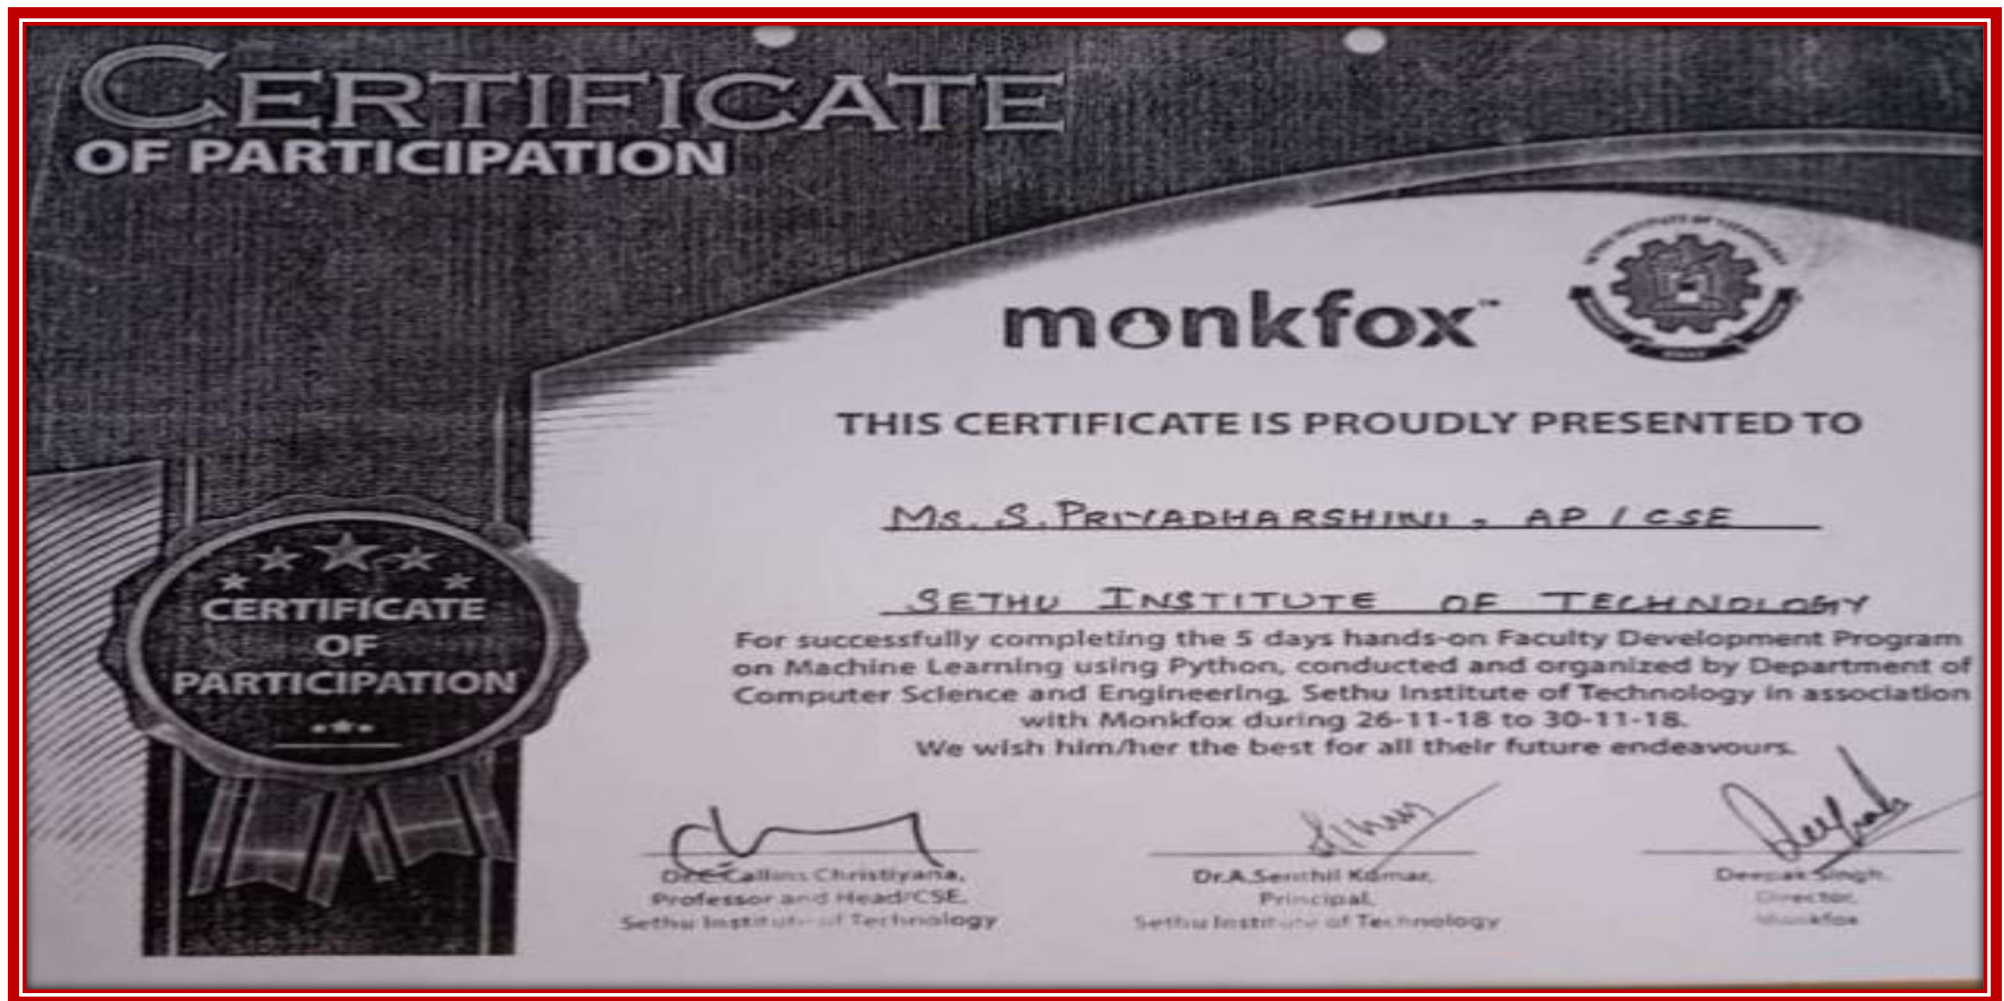 CERTIFICATE
OF PARTICIPATION
monkfox™
THIS CERTIFICATE IS PROUDLY PRESENTED TO
Ms. S. PRIYADHARSHINI, AP / CSE
SETHU INSTITUTE OF TECHNOLOGY
For successfully completing the 5 days hands-on Faculty Development Program
on Machine Learning using Python, conducted and organized by Department of
Computer Science and Engineering, Sethu Institute of Technology in association
with Monkfox during 26-11-18 to 30-11-18.
We wish him/her the best for all their future endeavours.
CERTIFICATE
OF
PARTICIPATION
Callins Christiyana,
Professor and Head/CSE,
Sethu Institute of Technology
Dr.A.Senthil Kumar,
Principal,
Sethu Institute of Technology
Deepak Singh,
Director,
Monkfox